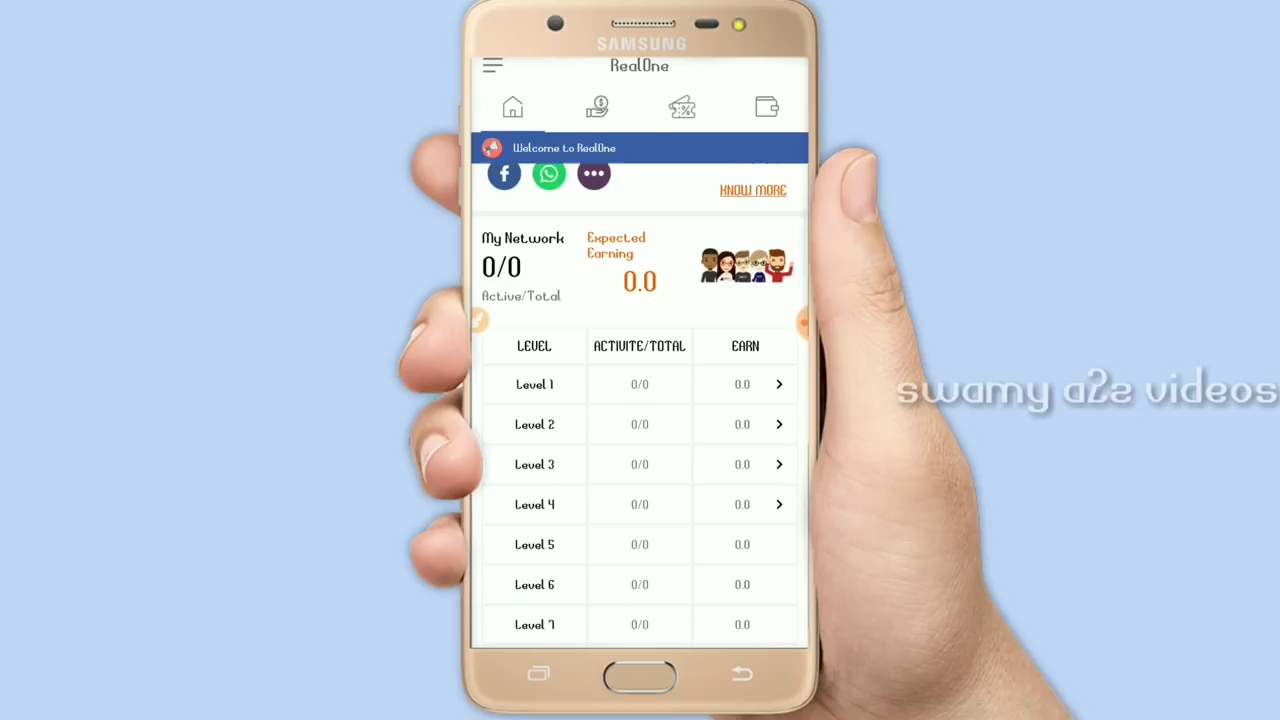 SAMSUNG
RealOne
Welcome to RealOne
KNOW MORE
My Network
Expected
Earning
0/0
0.0
Active/Total
LEVEL ACTIVITE/TOTAL EARN
Level 1 0/0 0.0
Level 2 0/0 0.0
Level 3 0/0 0.0
Level 4 0/0 0.0
Level 5 0/0 0.0
Level 6 0/0 0.0
Level 7 0/0 0.0
swamy a2z videos